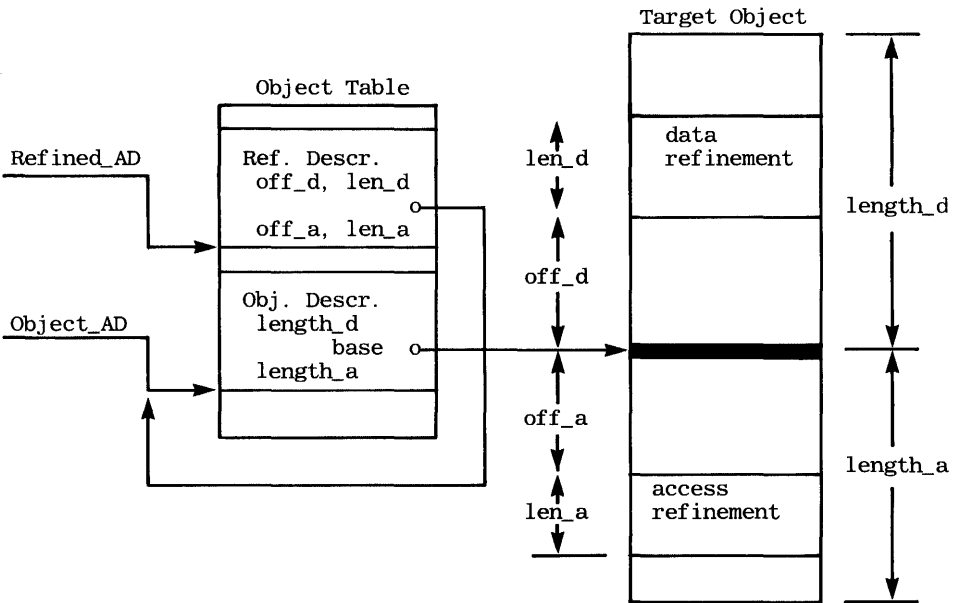 Target Object
Object Table
Refined_AD
Ref. Descr.
off_d, len_d
off_a, len_a
Object_AD
Obj. Descr.
length_d
base
length_a
len_d
off_d
off_a
len_a
data
refinement
access
refinement
length_d
length_a